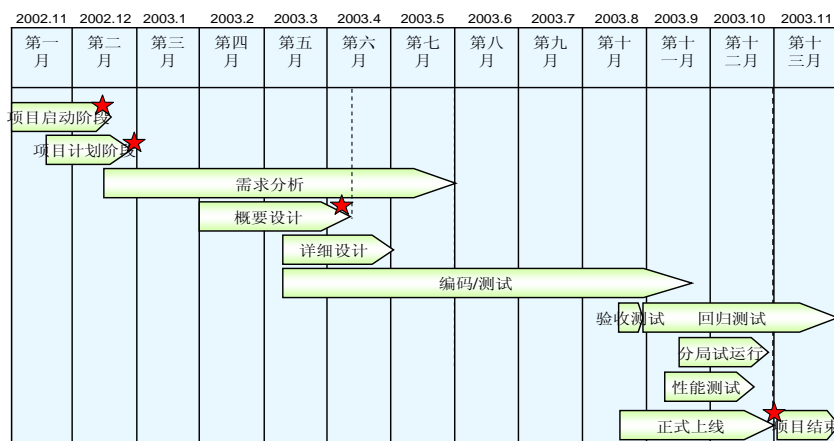 2002.11 2002.12 2003.1 2003.2 2003.3 2003.4 2003.5 2003.6 2003.7 2003.8 2003.9 2003.10 2003.11
第一月 第二月 第三月 第四月 第五月 第六月 第七月 第八月 第九月 第十月 第十一月 第十二月 第十三月
项目启动阶段
项目计划阶段
需求分析
概要设计
详细设计
编码/测试
验收测试 回归测试
分局试运行
性能测试
正式上线 项目结束